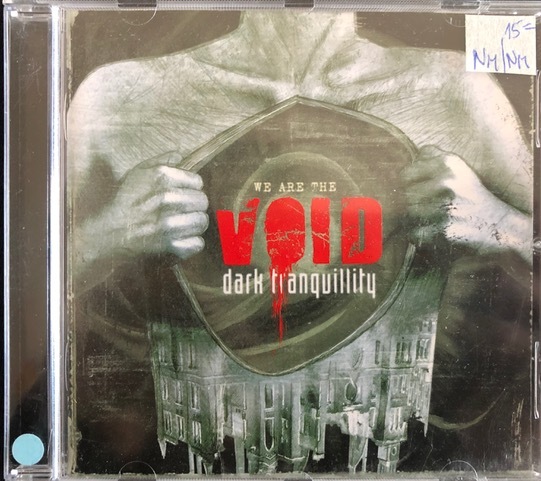 15=
NM/NM
WE ARE THE
VOID
dark tranquillity